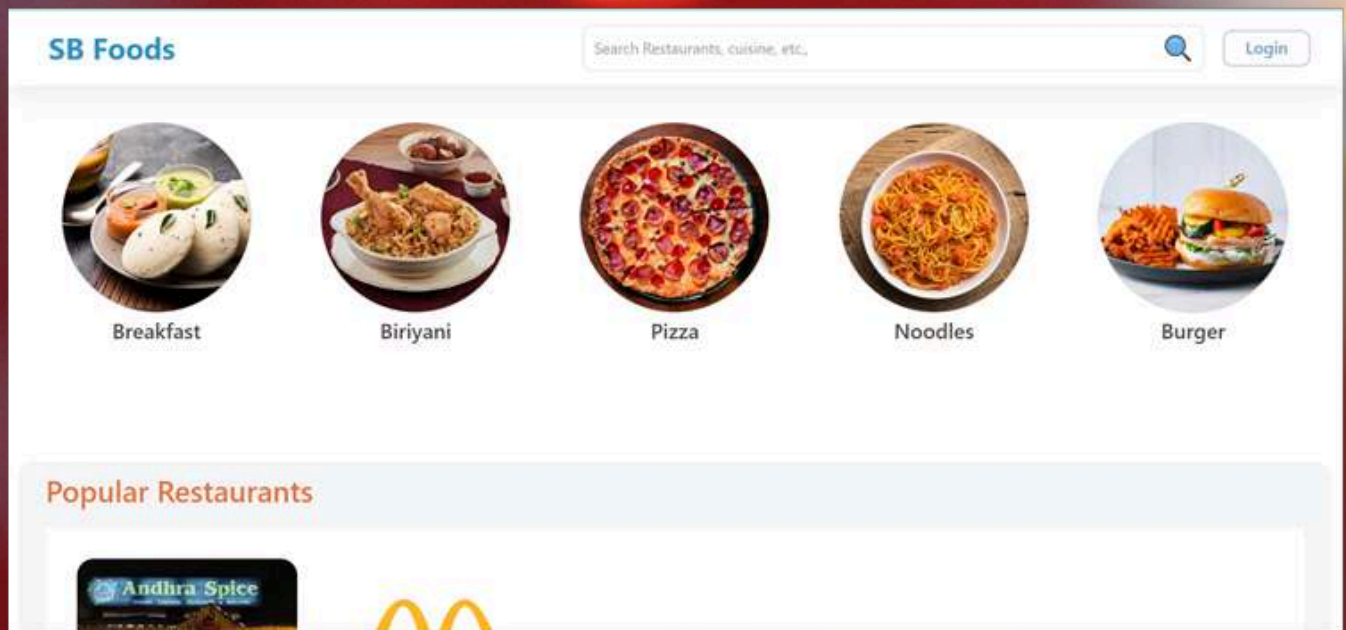 SB Foods
Search Restaurants, cuisine, etc.,
Login
Breakfast
Biriyani
Pizza
Noodles
Burger
Popular Restaurants
Andhra Spice